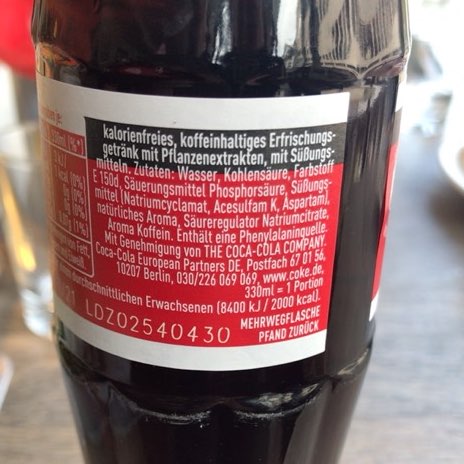 kalorienfreies, koffeinhaltiges Erfrischungs-
getränk mit Pflanzenextrakten, mit Süßungs-
mitteln. Zutaten: Wasser, Kohlensäure, Farbstoff
E 150d, Säuerungsmittel Phosphorsäure, Süßungs-
mittel (Natriumcyclamat, Acesulfam K, Aspartam),
natürliches Aroma, Säureregulator Natriumcitrate,
Aroma Koffein. Enthält eine Phenylalaninquelle.
Mit Genehmigung von THE COCA-COLA COMPANY.
Coca-Cola European Partners DE, Postfach 67 01 56,
10207 Berlin, 030/226 069 069, www.coke.de,
330ml = 1 Portion
durchschnittlichen Erwachsenen (8400 kJ / 2000 kcal).
21 LDZ02540430
MEHRWEGFLASCHE
PFAND ZURÜCK